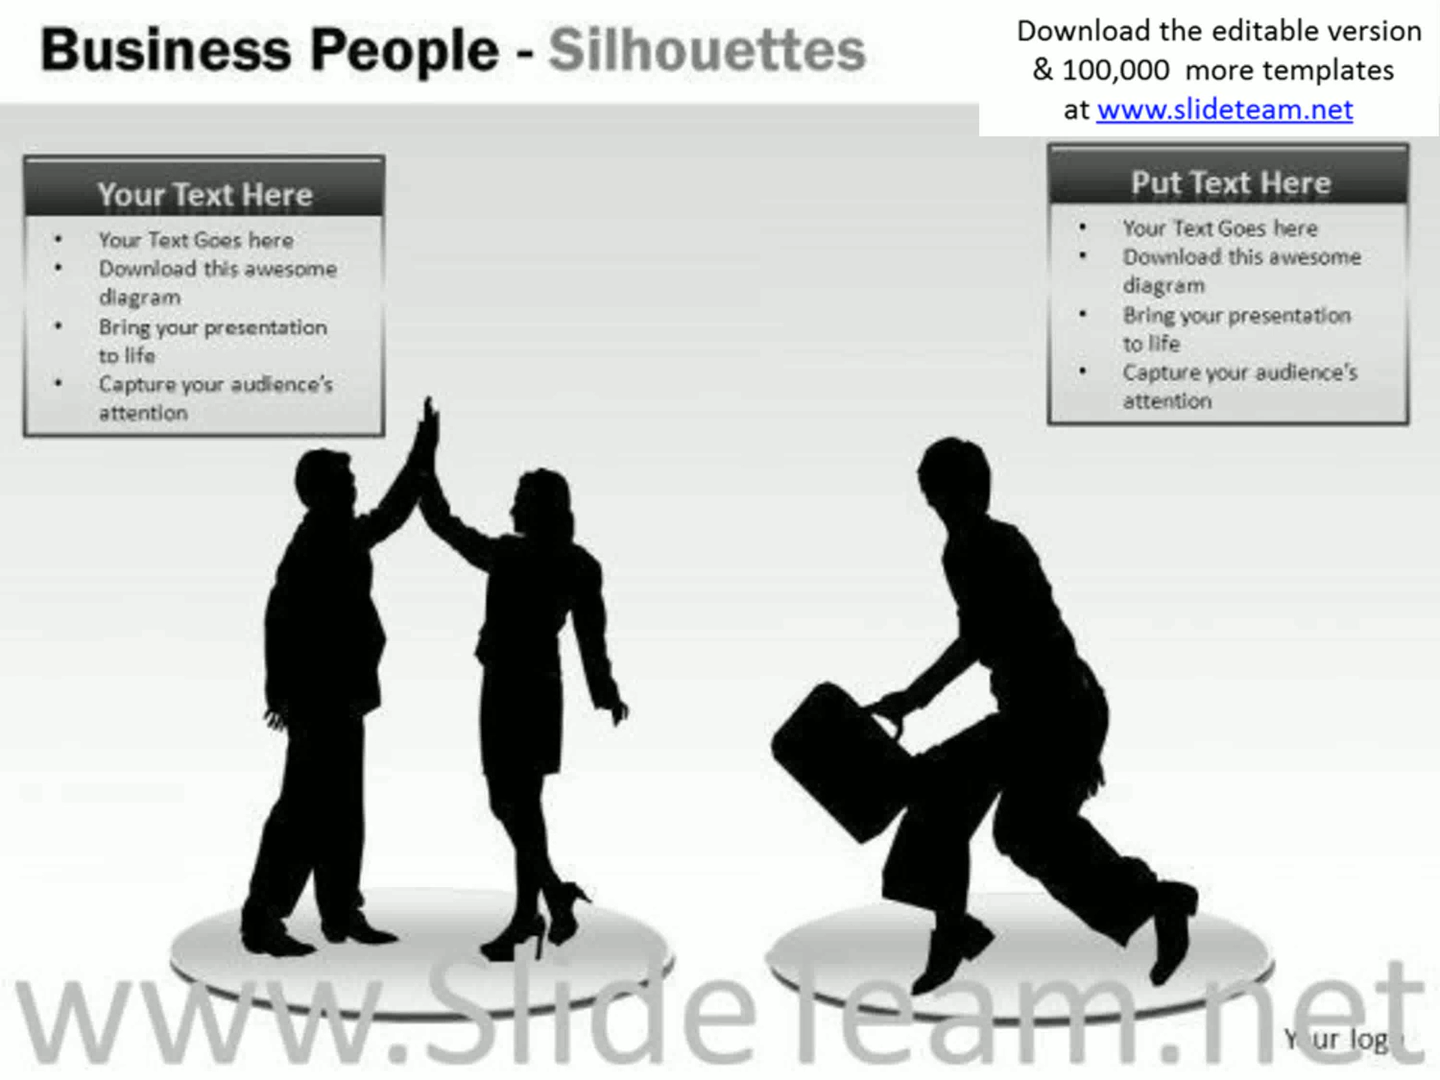 Business People - Silhouettes
Download the editable version
& 100,000 more templates
at www.slideteam.net
Your Text Here
• Your Text Goes here
• Download this awesome
diagram
• Bring your presentation
to life
• Capture your audience's
attention
Put Text Here
• Your Text Goes here
• Download this awesome
diagram
• Bring your presentation
to life
• Capture your audience's
attention
www.SlideTeam.net
Your logo